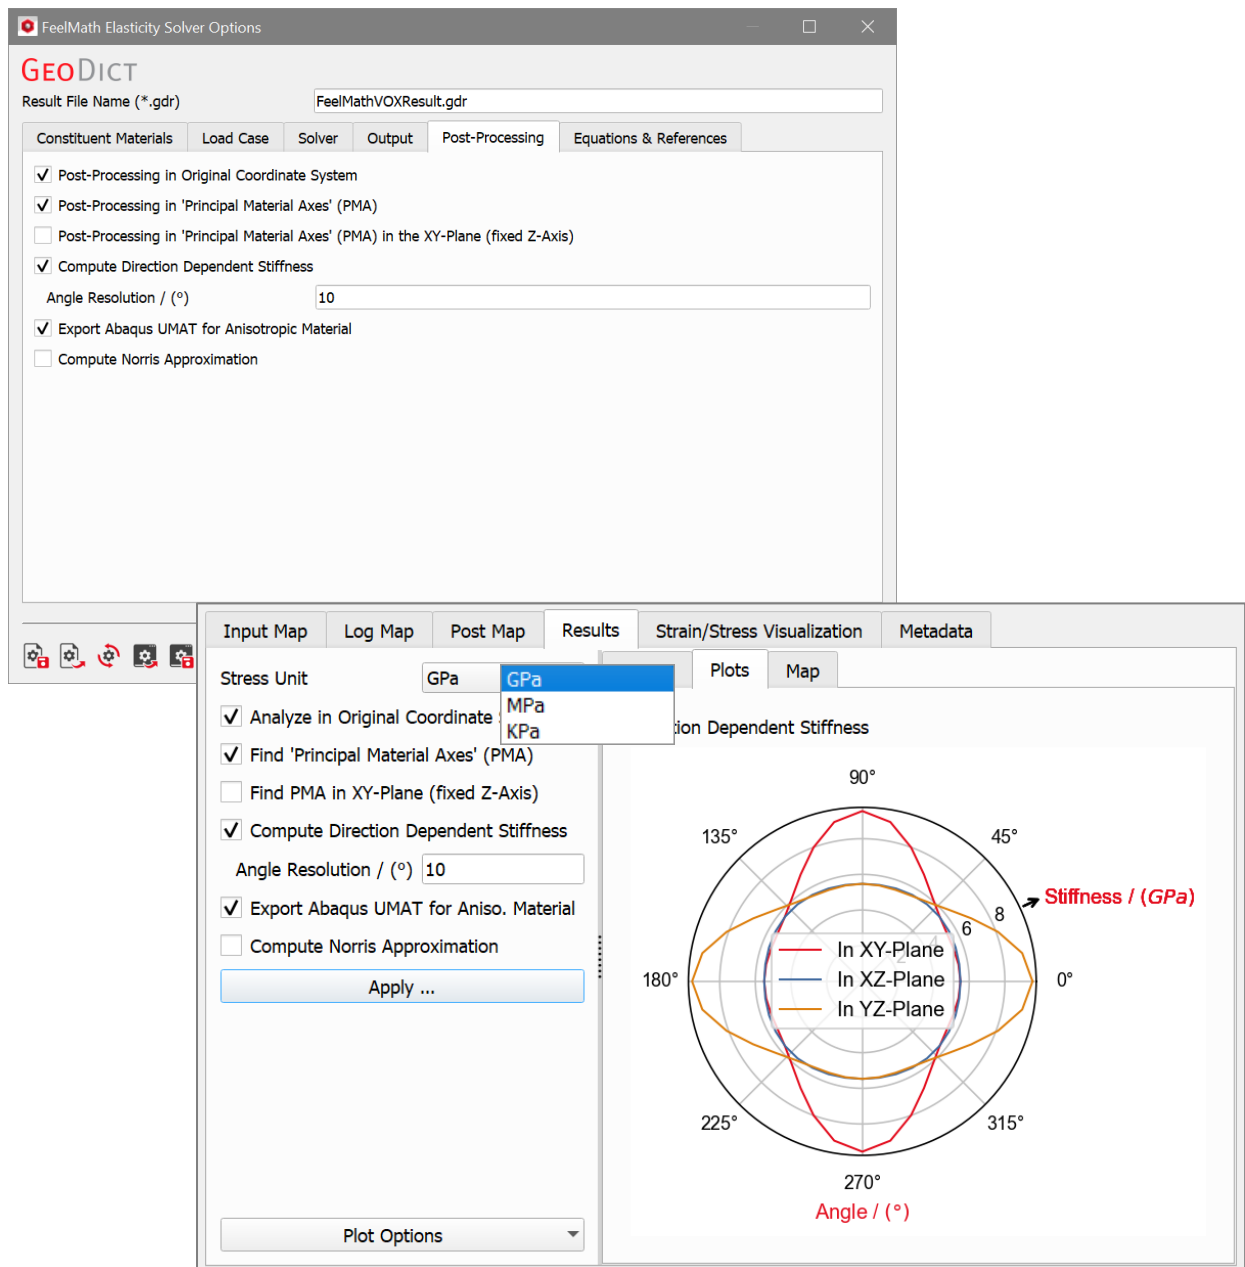 FeelMath Elasticity Solver Options
GEODICT
Result File Name (*.gdr) FeelMathVOXResult.gdr
Constituent Materials Load Case Solver Output Post-Processing Equations & References
Post-Processing in Original Coordinate System
Post-Processing in 'Principal Material Axes' (PMA)
Post-Processing in 'Principal Material Axes' (PMA) in the XY-Plane (fixed Z-Axis)
Compute Direction Dependent Stiffness
Angle Resolution / (°) 10
Export Abaqus UMAT for Anisotropic Material
Compute Norris Approximation
Input Map Log Map Post Map Results Strain/Stress Visualization Metadata
Stress Unit GPa
GPa
MPa
KPa
Analyze in Original Coordinate
Find 'Principal Material Axes' (PMA)
Find PMA in XY-Plane (fixed Z-Axis)
Compute Direction Dependent Stiffness
Angle Resolution / (°) 10
Export Abaqus UMAT for Aniso. Material
Compute Norris Approximation
Apply ...
Plot Options
Plots Map
Dependent Stiffness
90°
135° 45°
Stiffness / (GPa)
8
6
4
2
In XY-Plane
180° In XZ-Plane 0°
In YZ-Plane
225° 315°
270°
Angle / (°)